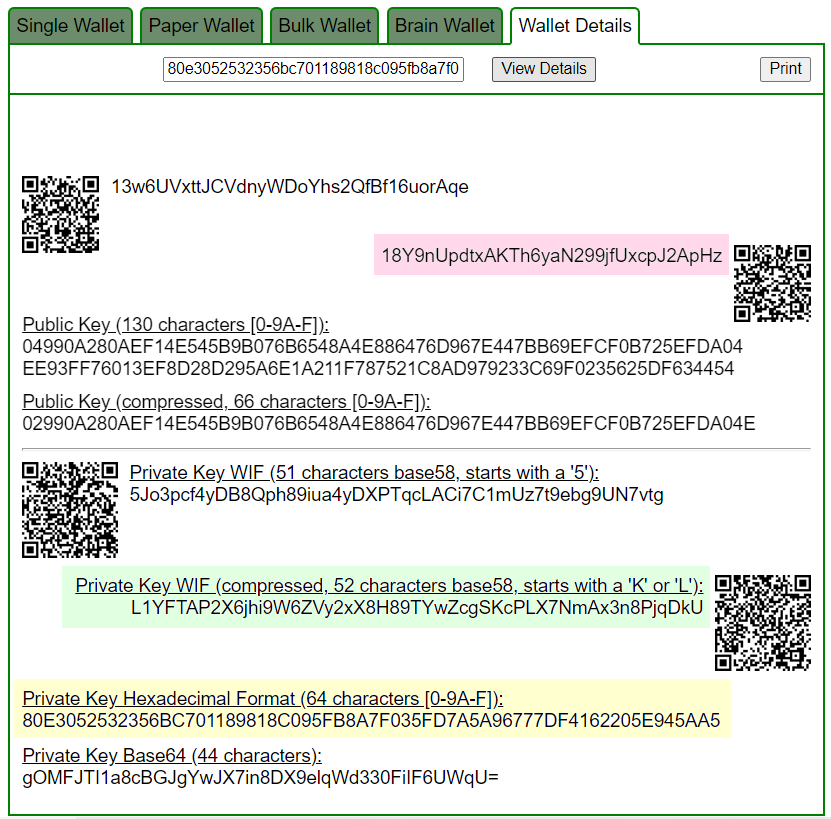 Single Wallet
Paper Wallet
Bulk Wallet
Brain Wallet
Wallet Details
80e3052532356bc701189818c095fb8a7f0
View Details
Print
13w6UVxttJCVdnyWDoYhs2QfBf16uorAqe
18Y9nUpdtxAKTh6yaN299jfUxcpJ2ApHz
Public Key (130 characters [0-9A-F]):
04990A280AEF14E545B9B076B6548A4E886476D967E447BB69EFCF0B725EFDA04
EE93FF76013EF8D28D295A6E1A211F787521C8AD979233C69F0235625DF634454
Public Key (compressed, 66 characters [0-9A-F]):
02990A280AEF14E545B9B076B6548A4E886476D967E447BB69EFCF0B725EFDA04E
Private Key WIF (51 characters base58, starts with a '5'):
5Jo3pcf4yDB8Qph89iua4yDXPTqcLACi7C1mUz7t9ebg9UN7vtg
Private Key WIF (compressed, 52 characters base58, starts with a 'K' or 'L'):
L1YFTAP2X6jhi9W6ZVy2xX8H89TYwZcgSKcPLX7NmAx3n8PjqDkU
Private Key Hexadecimal Format (64 characters [0-9A-F]):
80E3052532356BC701189818C095FB8A7F035FD7A5A96777DF4162205E945AA5
Private Key Base64 (44 characters):
gOMFJTI1a8cBGJgYwJX7in8DX9elqWd330FiIF6UWqU=